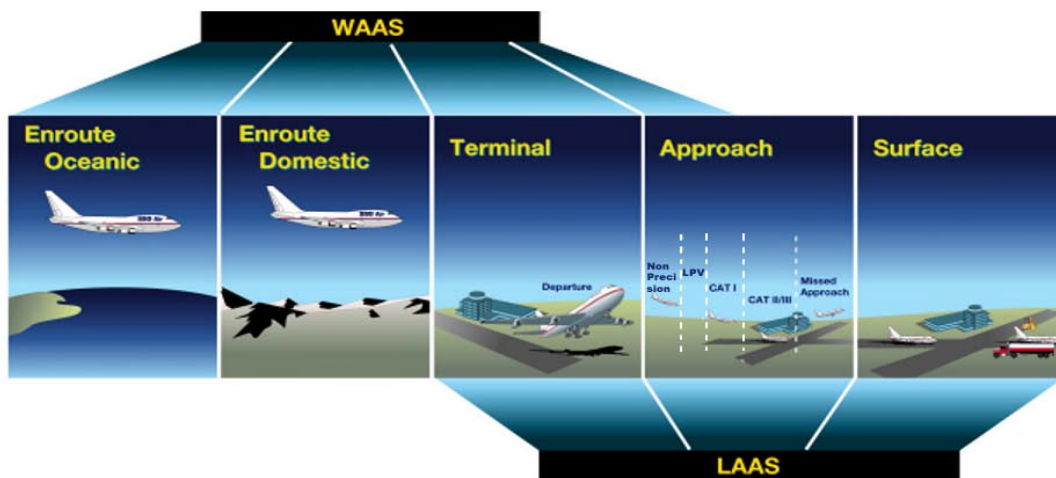 WAAS
Enroute
Oceanic
Enroute
Domestic
Terminal
Approach
Surface
Departure
Non
Preci
sion
LPV
CAT I
CAT II/III
Missed
Approach
LAAS